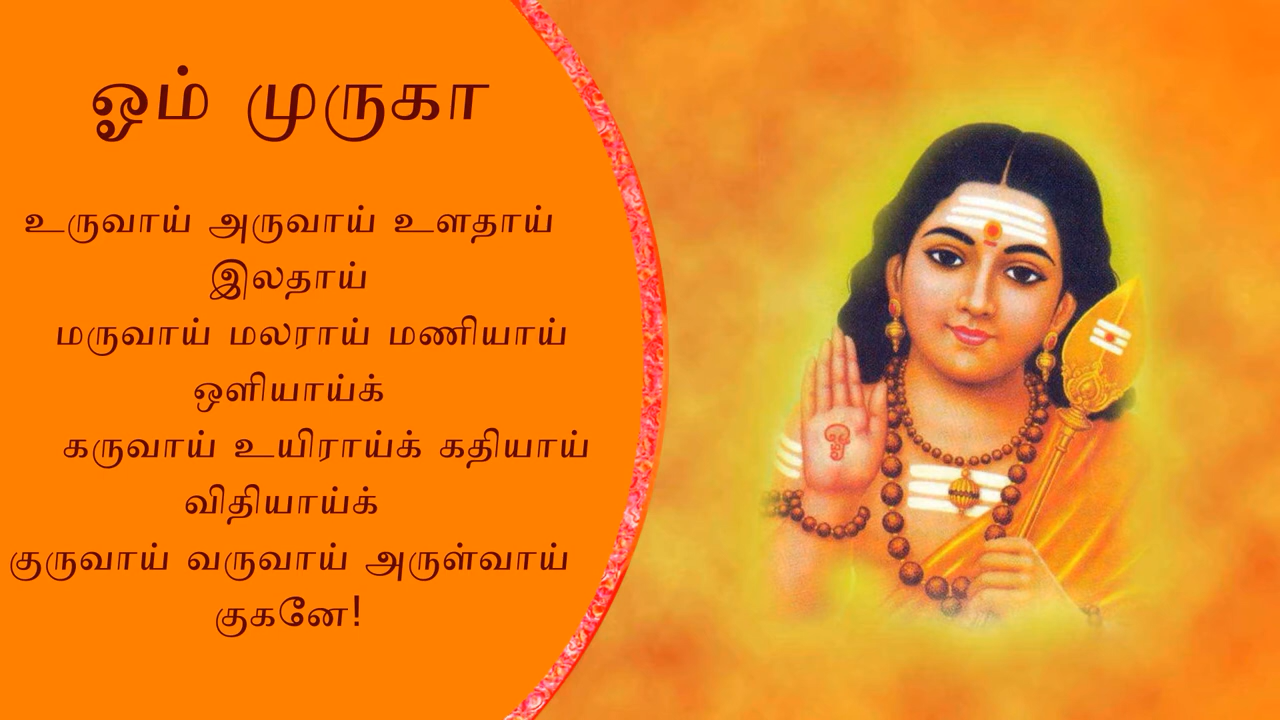 ஓம் முருகா
உருவாய் அருவாய் உளதாய்
இலதாய்
மருவாய் மலராய் மணியாய்
ஒளியாய்க்
கருவாய் உயிராய்க் கதியாய்
விதியாய்க்
குருவாய் வருவாய் அருள்வாய்
குகனே!